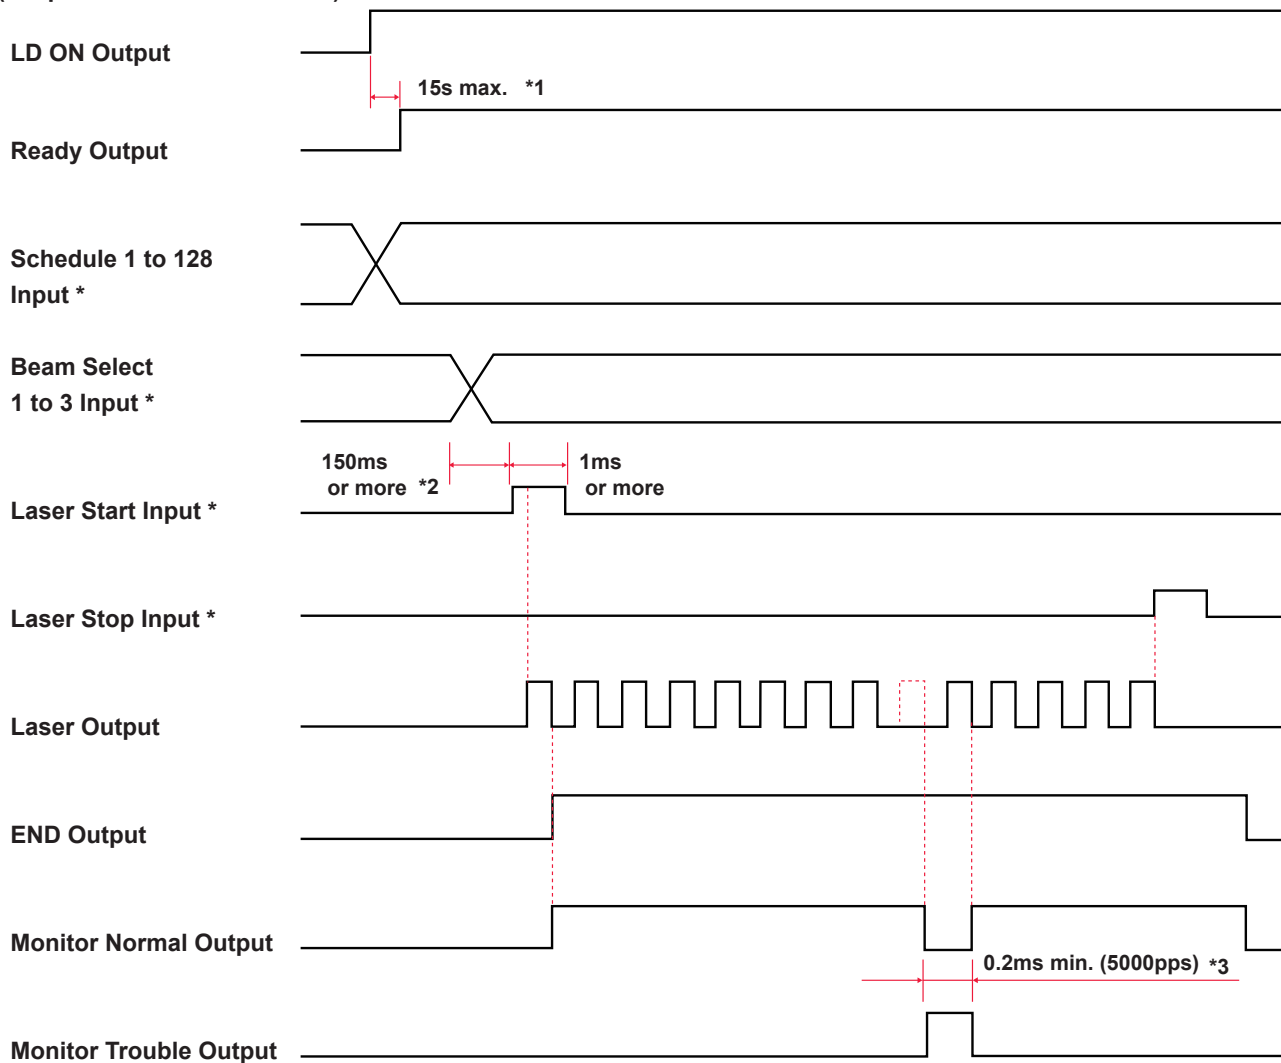 LD ON Output
15s max. *1
Ready Output
Schedule 1 to 128
Input *
Beam Select
1 to 3 Input *
150ms
or more *2
1ms
or more
Laser Start Input *
Laser Stop Input *
Laser Output
END Output
Monitor Normal Output
0.2ms min. (5000pps) *3
Monitor Trouble Output